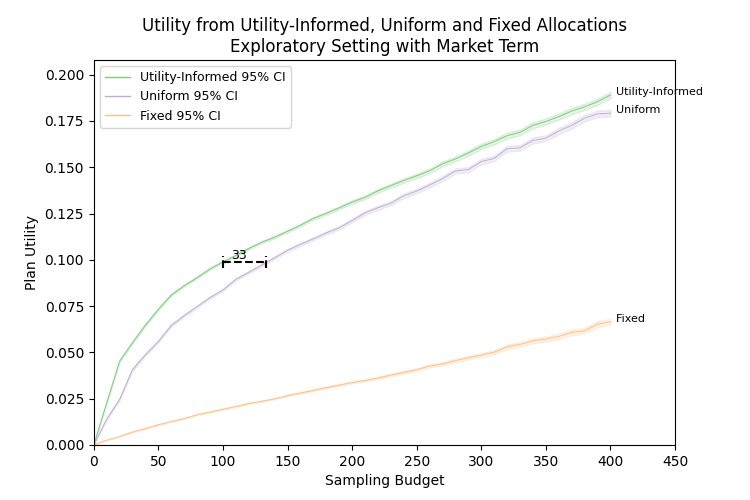 Utility from Utility-Informed, Uniform and Fixed Allocations
Exploratory Setting with Market Term
Utility-Informed 95% CI
Uniform 95% CI
Fixed 95% CI
Utility-Informed
Uniform
Fixed
33
Plan Utility
0.200
0.175
0.150
0.125
0.100
0.075
0.050
0.025
0.000
0
50
100
150
200
250
300
350
400
450
Sampling Budget